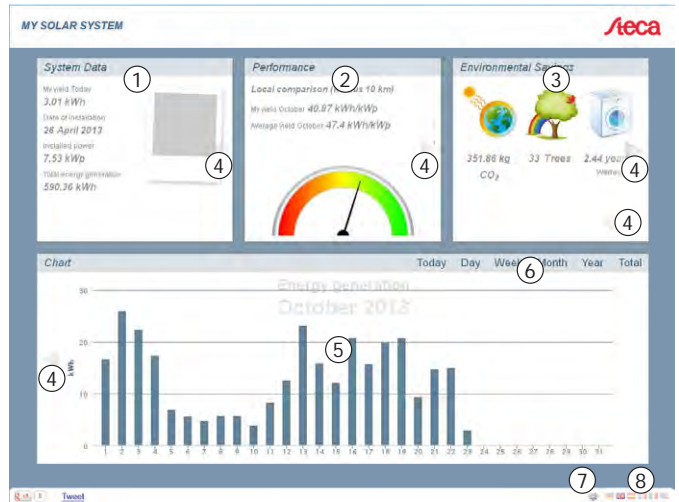 MY SOLAR SYSTEM
Steca
System Data
1
My yield Today
3.01 kWh
Date of installation
26 April 2013
Installed power
7.53 kWp
Total energy generation
590.36 kWh
4
Performance
2
Local comparison 10 km)
My yield October 40.87 kWh/kWp
Average yield October 47.4 kWh/kWp
4
Environmental Savings
3
351.86 kg
CO₂
33 Trees
2.44
4
4
Chart
Today Day Week Month Year Total
6
Energy generation
October 2013
30
20
10
0
kWh
4
5
1 2 3 4 5 6 7 8 9 10 11 12 13 14 15 16 17 18 19 20 21 22 23 24 25 26 27 28 29 30 31
7
8
0
Tweet